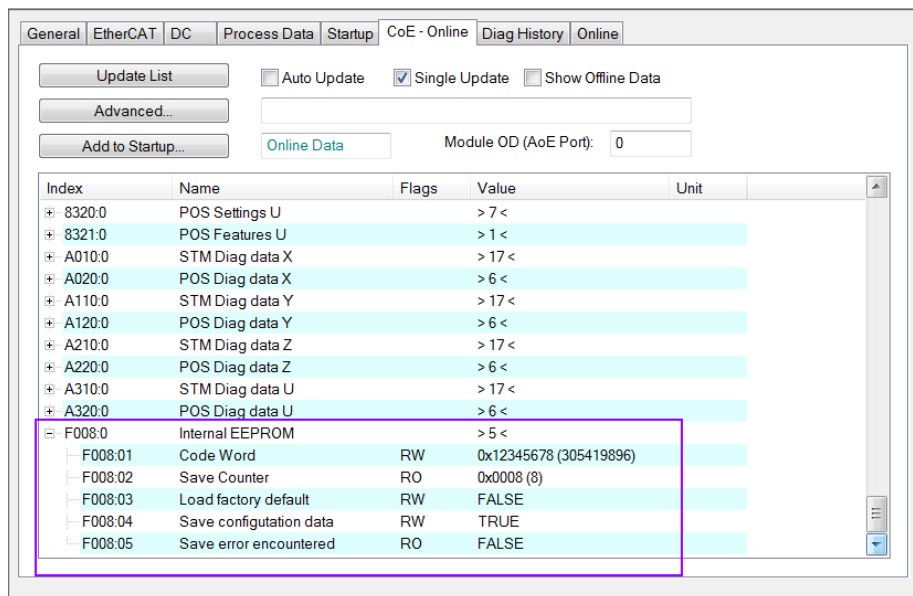 General EtherCAT DC Process Data Startup CoE - Online Diag History Online
Update List Auto Update Single Update Show Offline Data
Advanced...
Add to Startup... Online Data Module OD (AoE Port): 0
Index Name Flags Value Unit
8320:0 POS Settings U > 7 <
8321:0 POS Features U > 1 <
A010:0 STM Diag data X > 17 <
A020:0 POS Diag data X > 6 <
A110:0 STM Diag data Y > 17 <
A120:0 POS Diag data Y > 6 <
A210:0 STM Diag data Z > 17 <
A220:0 POS Diag data Z > 6 <
A310:0 STM Diag data U > 17 <
A320:0 POS Diag data U > 6 <
F008:0 Internal EEPROM > 5 <
F008:01 Code Word RW 0x12345678 (305419896)
F008:02 Save Counter RO 0x0008 (8)
F008:03 Load factory default RW FALSE
F008:04 Save configutation data RW TRUE
F008:05 Save error encountered RO FALSE